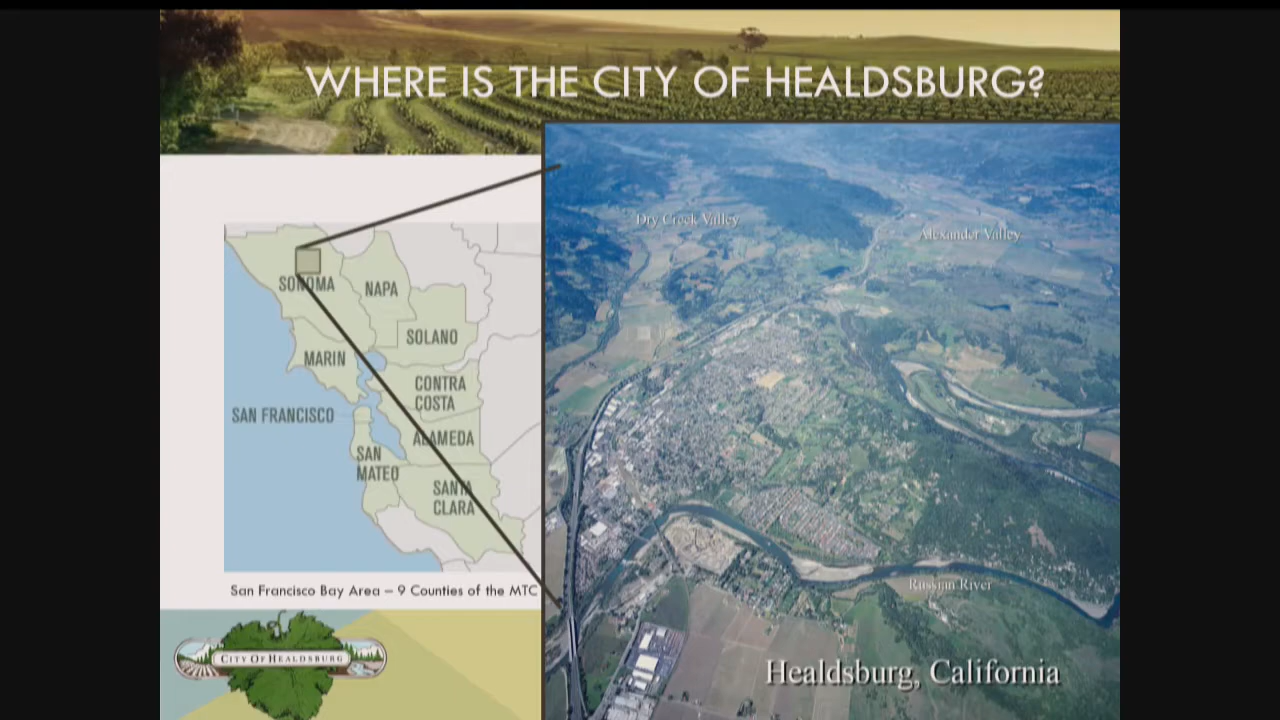 WHERE IS THE CITY OF HEALDSBURG?
Dry Creek Valley
Alexander Valley
SONOMA
NAPA
SOLANO
MARIN
CONTRA
COSTA
SAN FRANCISCO
ALAMEDA
SAN
MATEO
SANTA
CLARA
Russian River
San Francisco Bay Area – 9 Counties of the MTC
CITY OF HEALDSBURG
Healdsburg, California